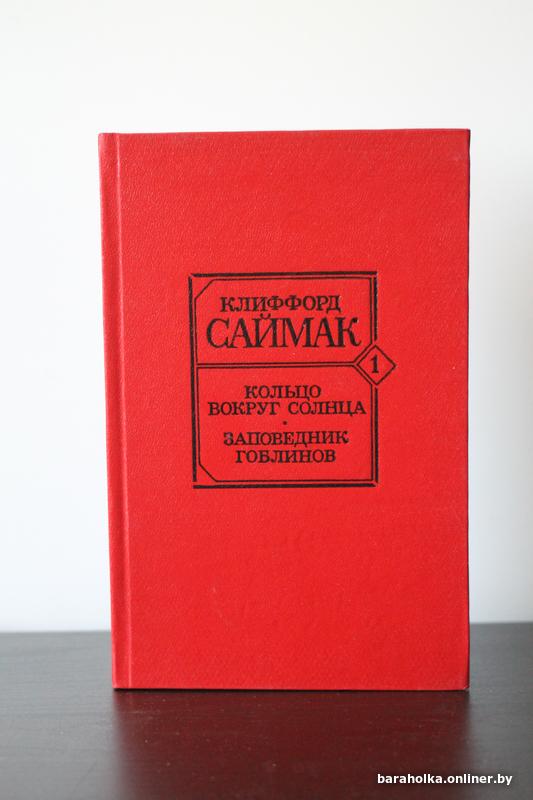 КЛИФФОРД
САЙМАК
1
КОЛЬЦО
ВОКРУГ СОЛНЦА
·
ЗАПОВЕДНИК
ГОБЛИНОВ
baraholka.onliner.by